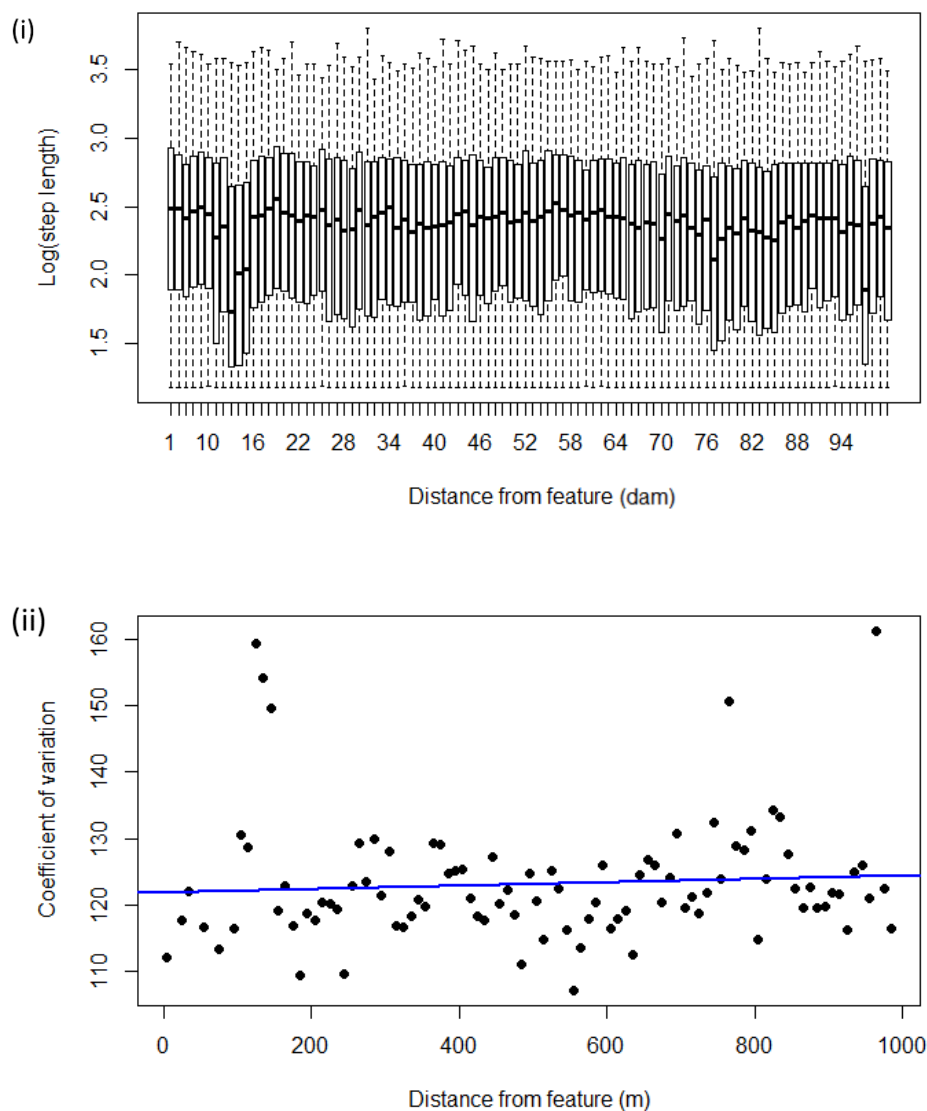 (i)
Log(step length)
3.5
3.0
2.5
2.0
1.5
1 10 16 22 28 34 40 46 52 58 64 70 76 82 88 94
Distance from feature (dam)
(ii)
Coefficient of variation
160
150
140
130
120
110
0 200 400 600 800 1000
Distance from feature (m)